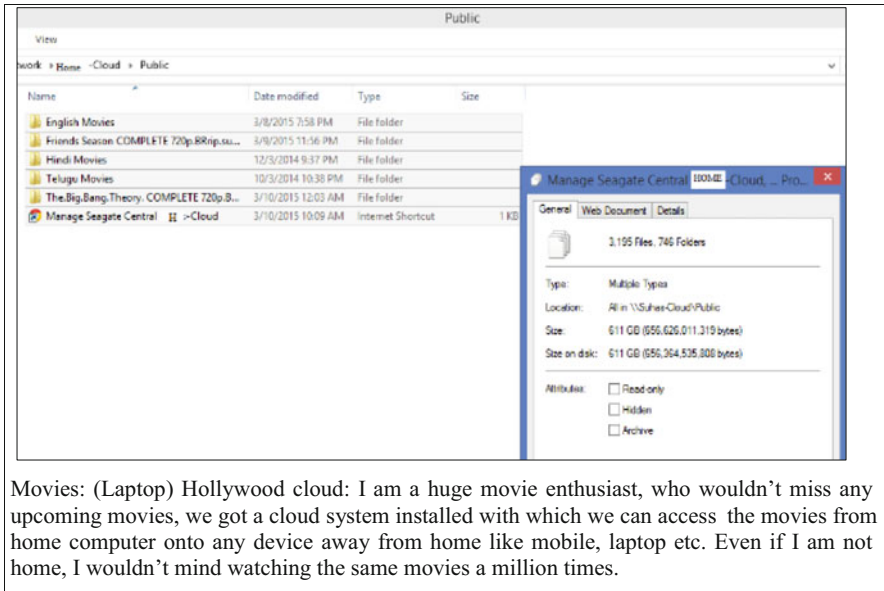 Public
View
twork Home -Cloud Public
Name Date modified Type Size
English Movies 3/8/2015 7:58 PM File folder
Friends Season COMPLETE 720p.BRrip.su... 3/9/2015 11:56 PM File folder
Hindi Movies 12/3/2014 9:37 PM File folder
Telugu Movies 10/3/2014 10:38 PM File folder
The.Big.Bang.Theory. COMPLETE 720p.B... 3/10/2015 12:03 AM File folder
Manage Seagate Central H :-Cloud 3/10/2015 10:09 AM Internet Shortcut 1 KB
Manage Seagate Central HOME -Cloud, ... Pro...
General Web Document Details
3,195 Files, 746 Folders
Type: Multiple Types
Location: All in \\Suhas-Cloud\Public
Size: 611 GB (656,626,011,319 bytes)
Size on disk: 611 GB (656,364,535,808 bytes)
Attributes: Read-only
Hidden
Archive
Movies: (Laptop) Hollywood cloud: I am a huge movie enthusiast, who wouldn’t miss any
upcoming movies, we got a cloud system installed with which we can access the movies from
home computer onto any device away from home like mobile, laptop etc. Even if I am not
home, I wouldn’t mind watching the same movies a million times.